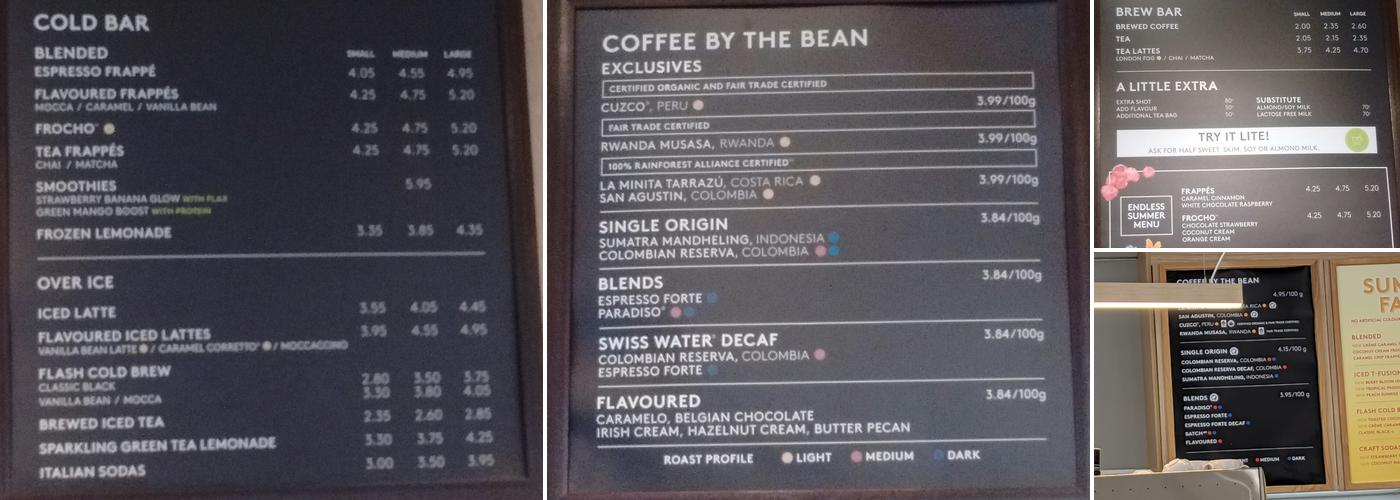 COLD BAR
BLENDED SMALL MEDIUM LARGE
ESPRESSO FRAPPÉ 4.05 4.55 4.95
FLAVOURED FRAPPÉS 4.25 4.75 5.20
MOCCA / CARAMEL / VANILLA BEAN
FROCHO 4.25 4.75 5.20
TEA FRAPPÉS 4.25 4.75 5.20
CHAI / MATCHA
SMOOTHIES 5.95
STRAWBERRY BANANA GLOW WITH FLAX
GREEN MANGO BOOST WITH PROTEIN
FROZEN LEMONADE 3.35 3.85 4.35
OVER ICE
ICED LATTE 3.55 4.05 4.45
FLAVOURED ICED LATTES 3.95 4.55 4.95
VANILLA BEAN LATTE / CARAMEL CORRETTO / MOCCACCINO
FLASH COLD BREW
CLASSIC BLACK 2.80 3.50 3.75
VANILLA BEAN / MOCCA 3.30 3.80 4.05
BREWED ICED TEA 2.35 2.60 2.85
SPARKLING GREEN TEA LEMONADE 3.30 3.75 4.25
ITALIAN SODAS 3.00 3.50 3.95
COFFEE BY THE BEAN
EXCLUSIVES
CERTIFIED ORGANIC AND FAIR TRADE CERTIFIED
CUZCO®, PERU 3.99/100g
FAIR TRADE CERTIFIED
RWANDA MUSASA, RWANDA 3.99/100g
100% RAINFOREST ALLIANCE CERTIFIED™
LA MINITA TARRAZÚ, COSTA RICA 3.99/100g
SAN AGUSTIN, COLOMBIA
SINGLE ORIGIN 3.84/100g
SUMATRA MANDHELING, INDONESIA
COLOMBIAN RESERVA, COLOMBIA
BLENDS 3.84/100g
ESPRESSO FORTE
PARADISO®
SWISS WATER® DECAF 3.84/100g
COLOMBIAN RESERVA, COLOMBIA
ESPRESSO FORTE
FLAVOURED 3.84/100g
CARAMELO, BELGIAN CHOCOLATE
IRISH CREAM, HAZELNUT CREAM, BUTTER PECAN
ROAST PROFILE LIGHT MEDIUM DARK
BREW BAR SMALL MEDIUM LARGE
BREWED COFFEE 2.00 2.35 2.60
TEA 2.05 2.15 2.35
TEA LATTES 3.75 4.25 4.70
LONDON FOG / CHAI / MATCHA
A LITTLE EXTRA
EXTRA SHOT 80¢
ADD FLAVOUR 50¢
ADDITIONAL TEA BAG 50¢
SUBSTITUTE
ALMOND/SOY MILK 70¢
LACTOSE FREE MILK 70¢
TRY IT LITE!
ASK FOR HALF SWEET, SKIM, SOY OR ALMOND MILK.
ENDLESS
SUMMER
MENU
FRAPPÉS 4.25 4.75 5.20
CARAMEL CINNAMON
WHITE CHOCOLATE RASPBERRY
FROCHO™ 4.25 4.75 5.20
CHOCOLATE STRAWBERRY
COCONUT CREAM
ORANGE CREAM
COFFEE BY THE BEAN
4.95/100 g
RICA
SAN AGUSTIN, COLOMBIA
CUZCO®, PERU CERTIFIED ORGANIC & FAIR TRADE CERTIFIED
RWANDA MUSASA, RWANDA FAIR TRADE CERTIFIED
SINGLE ORIGIN 4.15/100 g
COLOMBIAN RESERVA, COLOMBIA
COLOMBIAN RESERVA DECAF, COLOMBIA
SUMATRA MANDHELING, INDONESIA
BLENDS 3.95/100 g
PARADISO®
ESPRESSO FORTE
ESPRESSO FORTE DECAF
BATCH
FLAVOURED
MEDIUM DARK
SUM
FA
BLENDED
ICED T-FUSION
FLASH COLD B
CLASSIC BLACK
CRAFT SODAS